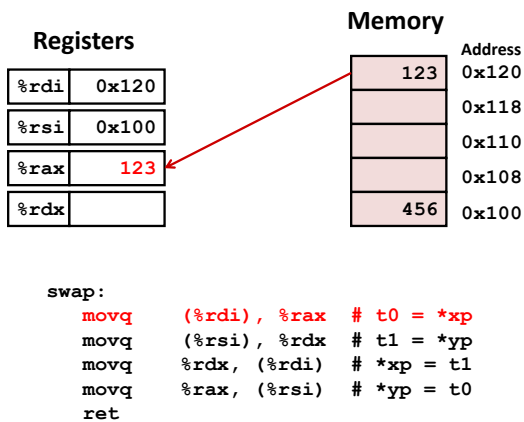 Registers
Memory
Address
%rdi 0x120
%rsi 0x100
%rax 123
%rdx
123 0x120
0x118
0x110
0x108
456 0x100
swap:
movq (%rdi), %rax # t0 = *xp
movq (%rsi), %rdx # t1 = *yp
movq %rdx, (%rdi) # *xp = t1
movq %rax, (%rsi) # *yp = t0
ret